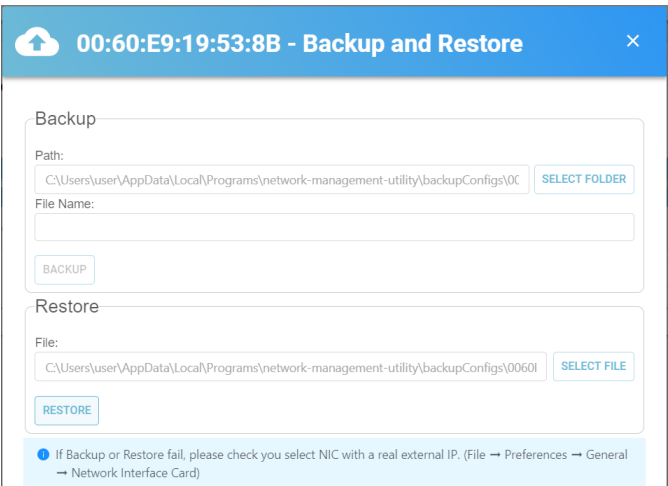 00:60:E9:19:53:8B - Backup and Restore
Backup
Path:
C:\Users\user\AppData\Local\Programs\network-management-utility\backupConfigs\00
SELECT FOLDER
File Name:
BACKUP
Restore
File:
C:\Users\user\AppData\Local\Programs\network-management-utility\backupConfigs\0060
SELECT FILE
RESTORE
If Backup or Restore fail, please check you select NIC with a real external IP. (File → Preferences → General
→ Network Interface Card)